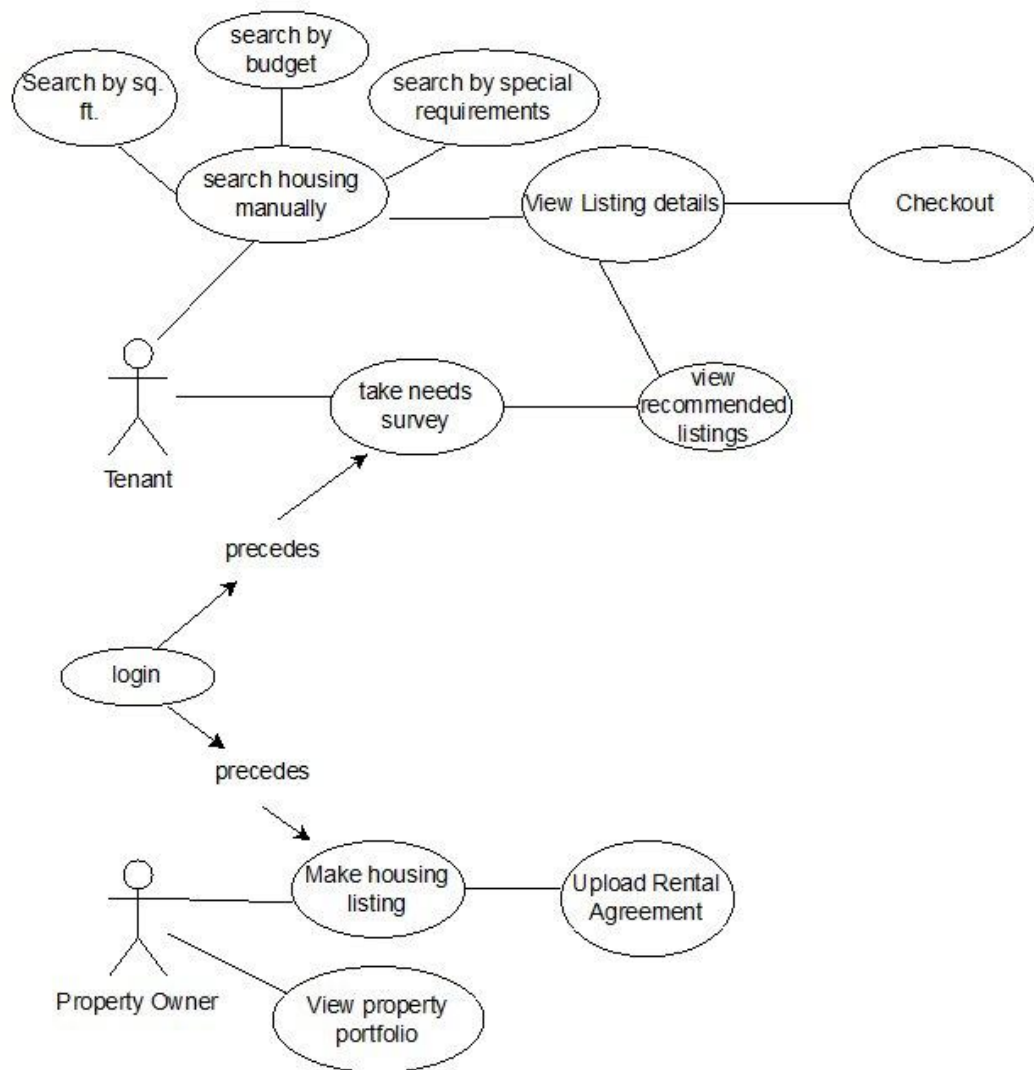 search by
budget
Search by sq.
ft.
search by special
requirements
search housing
manually
View Listing details
Checkout
take needs
survey
view
recommended
listings
Tenant
precedes
login
precedes
Make housing
listing
Upload Rental
Agreement
Property Owner
View property
portfolio